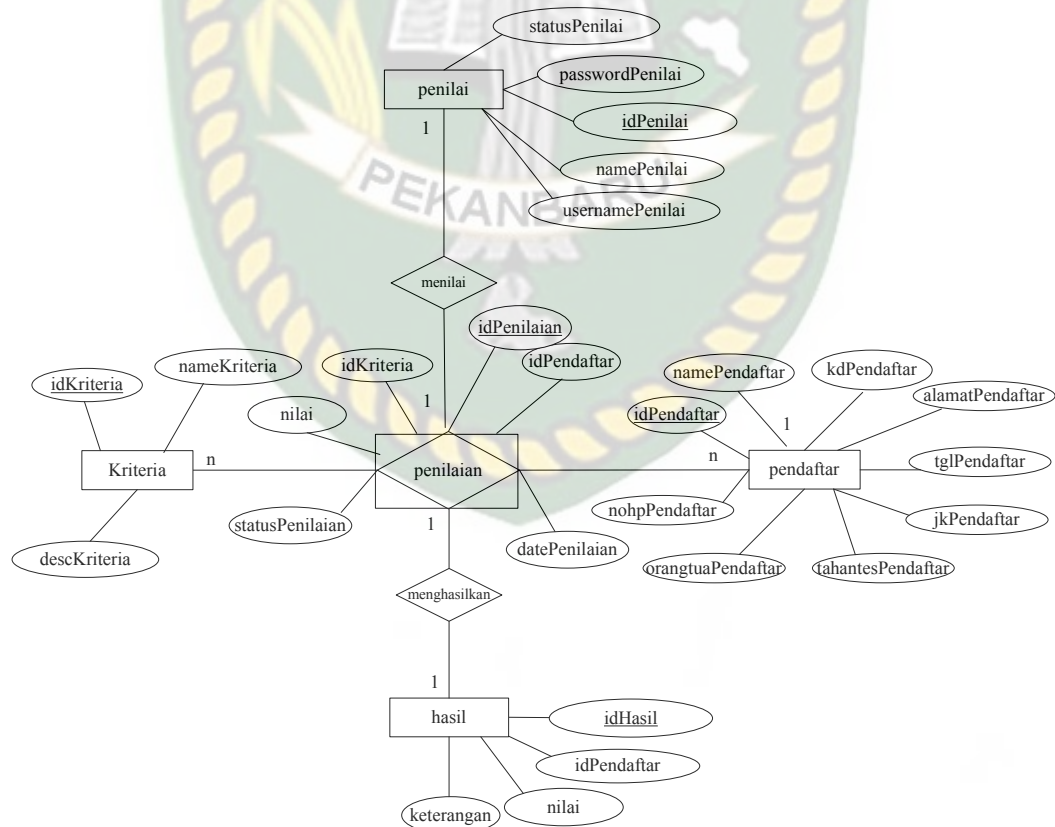 statusPenilai
penilai
passwordPenilai
idPenilai
1
namePenilai
PEKANBARU
usernamePenilai
menilai
idPenilaian
idKriteria
nameKriteria
idKriteria
idPendaftar
namePendaftar
kdPendaftar
alamatPendaftar
nilai
1
idPendaftar
1
Kriteria
n
penilaian
n
pendaftar
tglPendaftar
statusPenilaian
1
nohpPendaftar
jkPendaftar
descKriteria
datePenilaian
orangtuaPendaftar
tahantesPendaftar
menghasilkan
1
hasil
idHasil
idPendaftar
nilai
keterangan